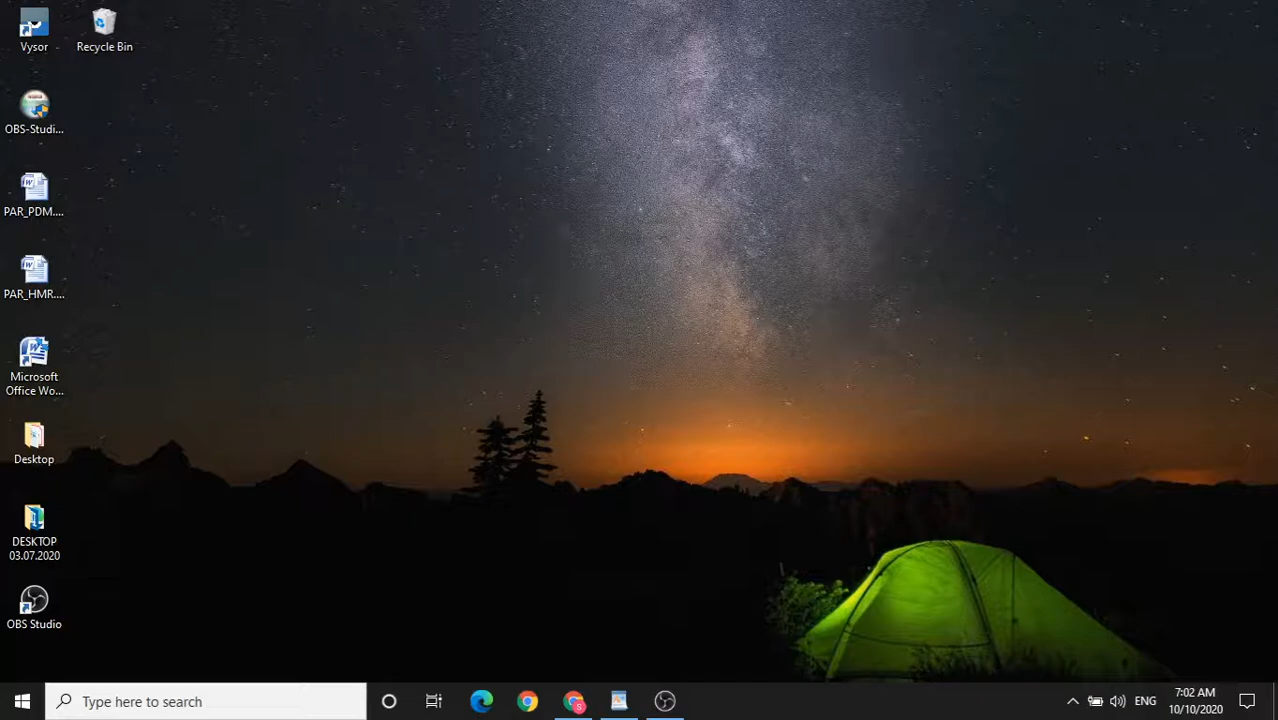 Vysor
Recycle Bin
OBS-Studi...
PAR_PDM....
PAR_HMR....
Microsoft
Office Wo...
Desktop
DESKTOP
03.07.2020
OBS Studio
Type here to search
S
ENG
7:02 AM
10/10/2020